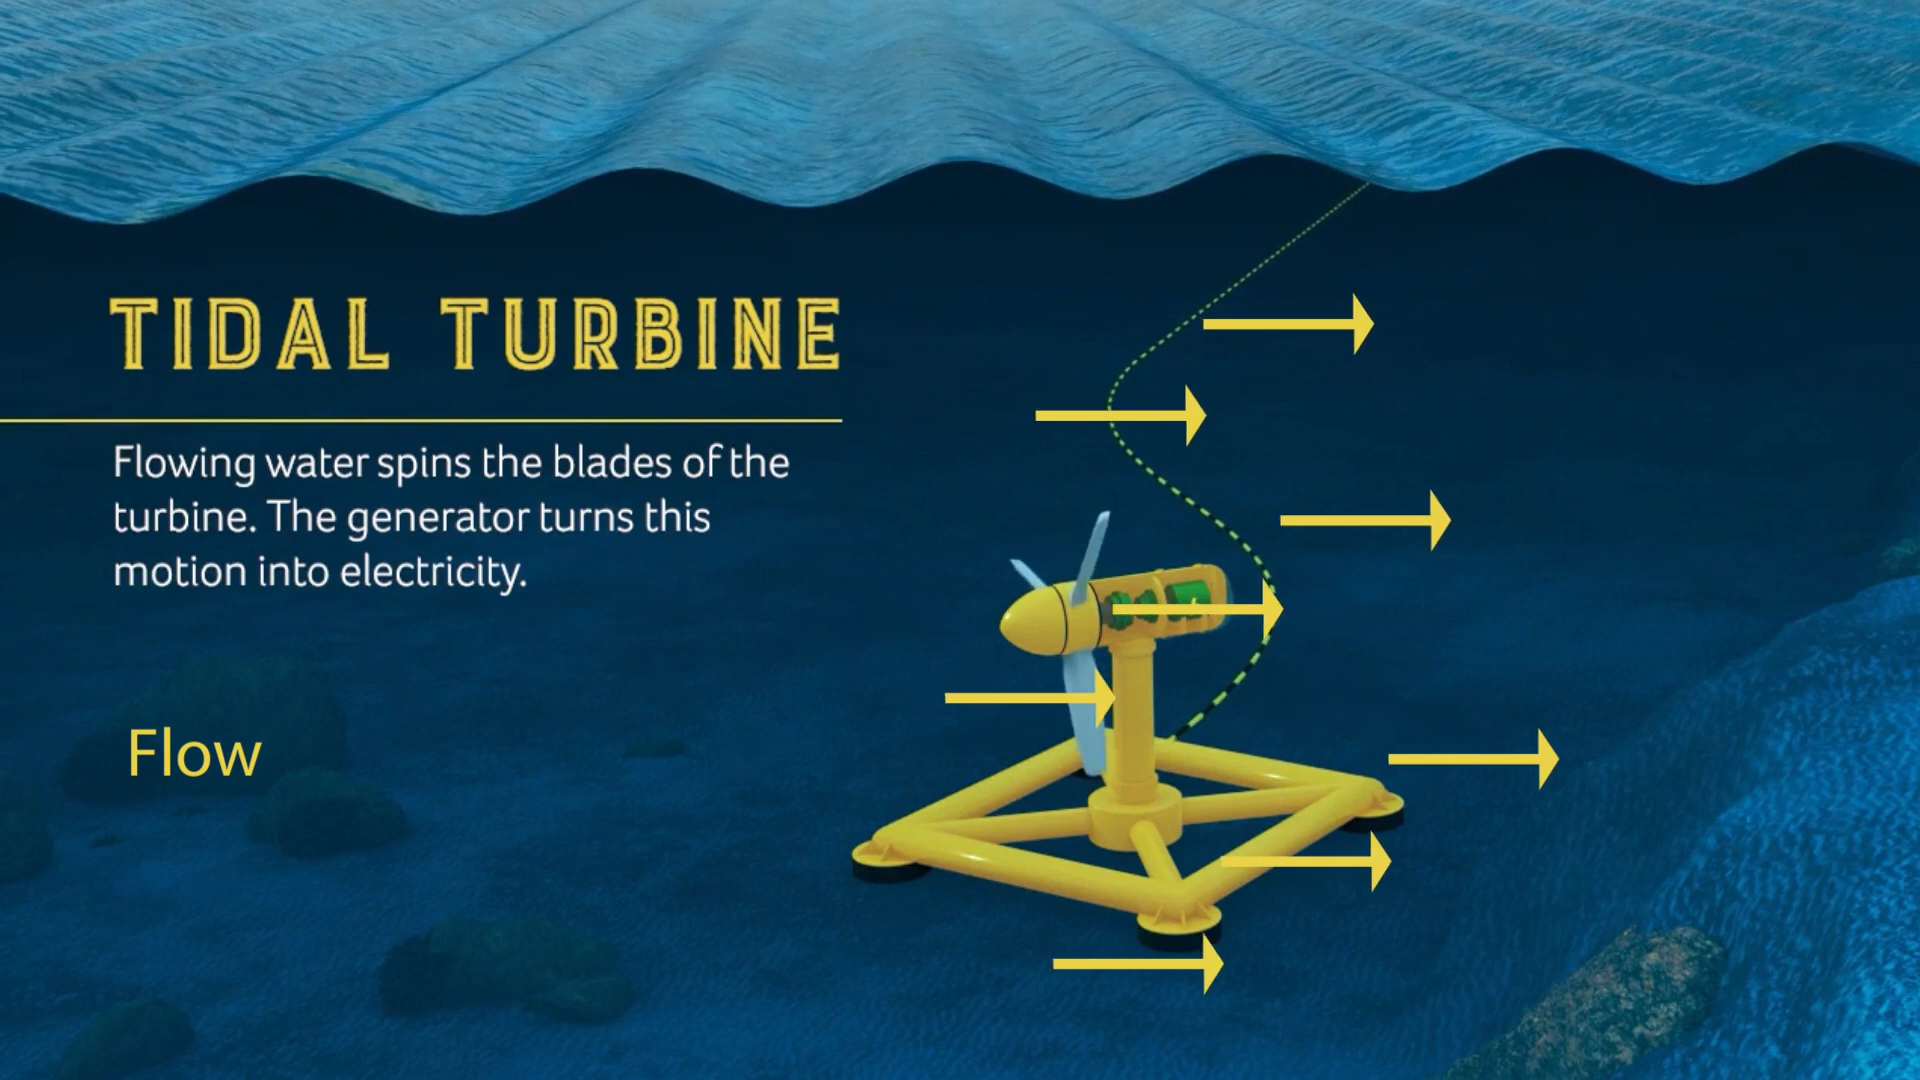 TIDAL TURBINE
Flowing water spins the blades of the
turbine. The generator turns this
motion into electricity.
Flow